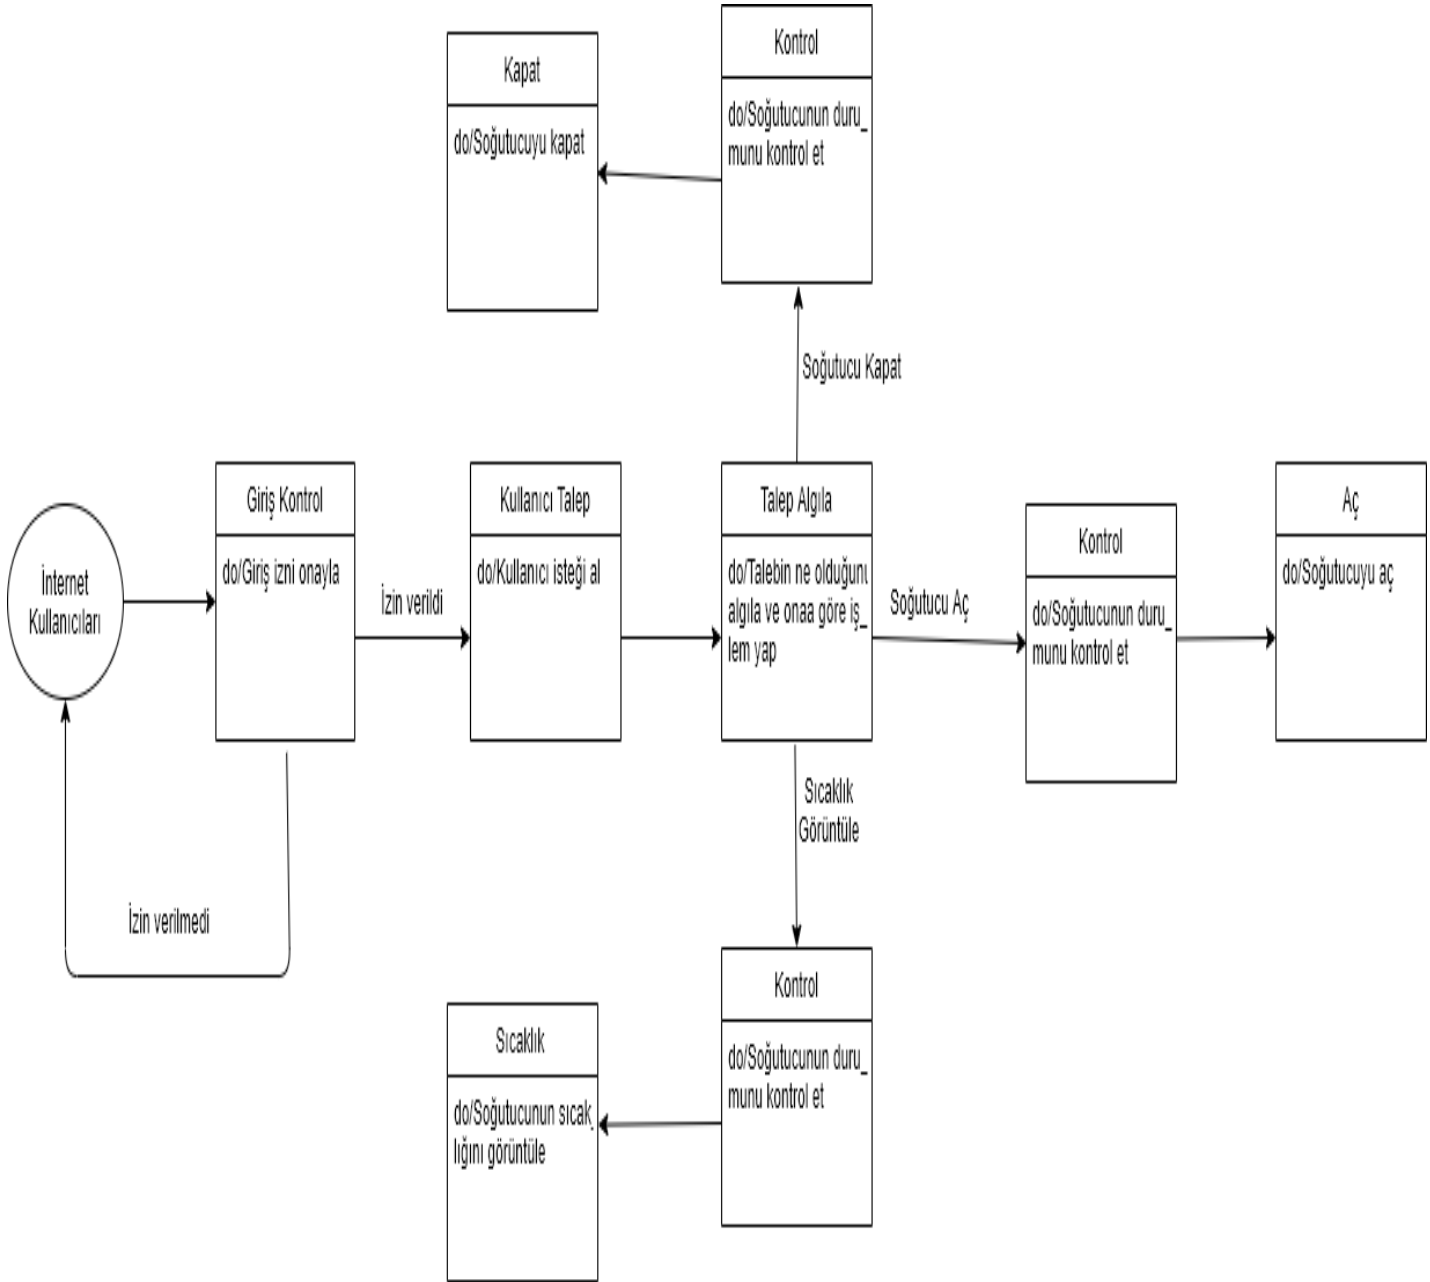 Kapat
do/Soğutucuyu kapat
Kontrol
do/Soğutucunun duru_
munu kontrol et
Soğutucu Kapat
İnternet
Kullanıcıları
Giriş Kontrol
do/Giriş izni onayla
İzin verildi
İzin verilmedi
Kullanıcı Talep
do/Kullanıcı isteği al
Talep Algıla
do/Talebin ne olduğunu
algıla ve onaa göre iş_
lem yap
Soğutucu Aç
Kontrol
do/Soğutucunun duru_
munu kontrol et
Aç
do/Soğutucuyu aç
Sıcaklık
Görüntüle
Kontrol
do/Soğutucunun duru_
munu kontrol et
Sıcaklık
do/Soğutucunun sıcak_
lığını görüntüle